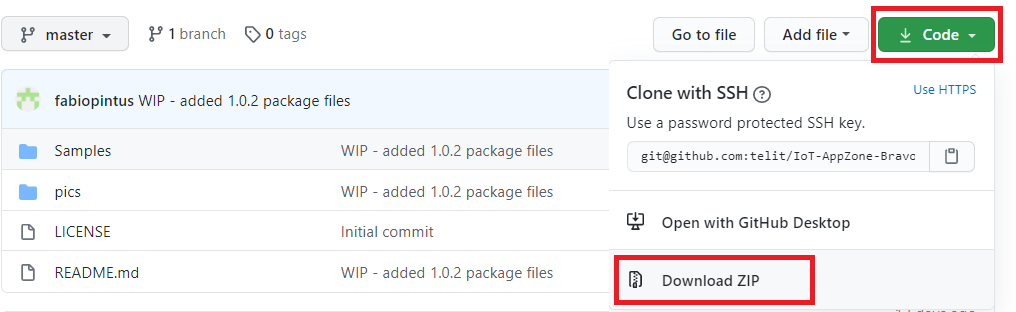 master 1 branch 0 tags Go to file Add file Code
fabiopintus WIP - added 1.0.2 package files
Samples WIP - added 1.0.2 package files
pics WIP - added 1.0.2 package files
LICENSE Initial commit
README.md WIP - added 1.0.2 package files
Clone with SSH ? Use HTTPS
Use a password protected SSH key.
git@github.com:telit/IoT-AppZone-Bravo
Open with GitHub Desktop
Download ZIP
days ago